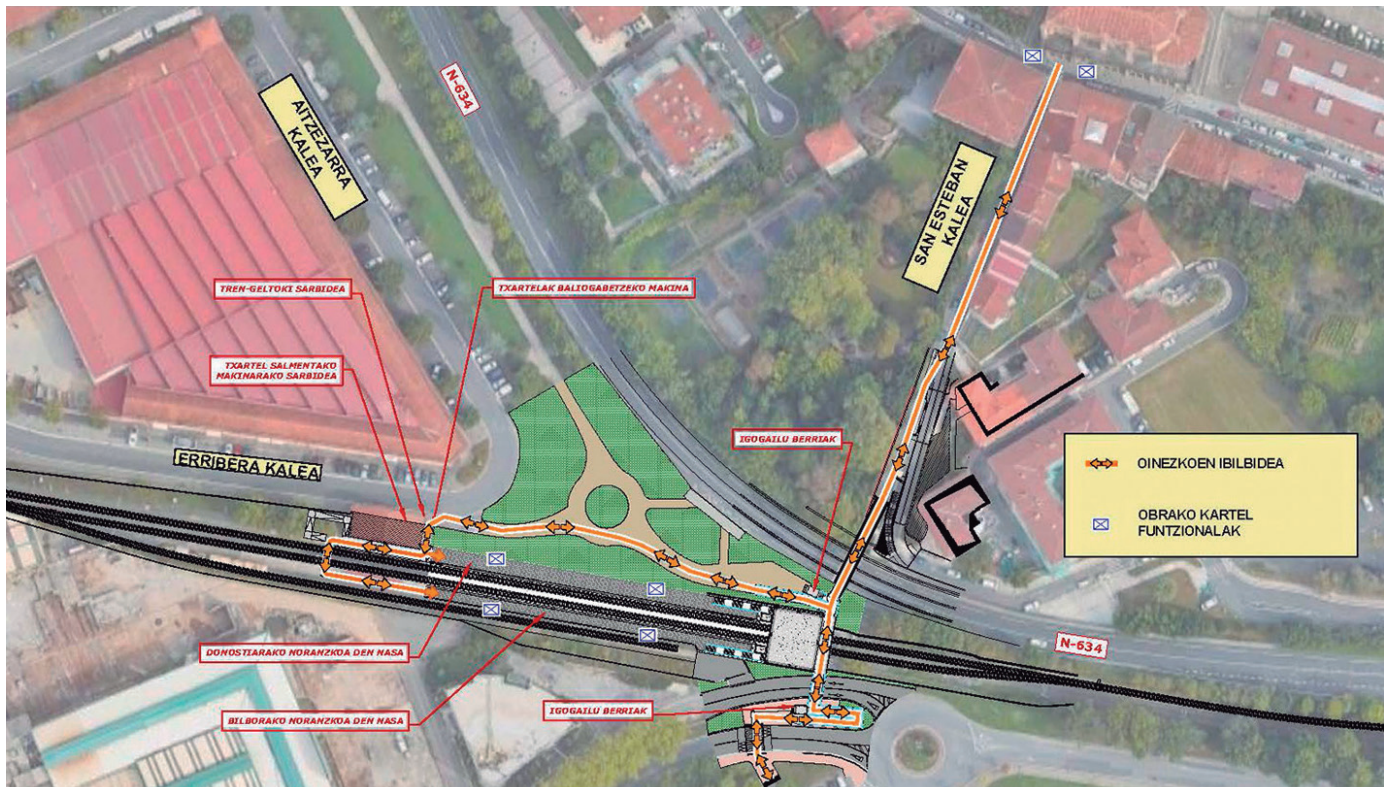 N-634
AITZEZARRA
KALEA
SAN ESTEBAN
KALEA
TREN-GELTOKI SARBIDEA
TXARTELAK BALIOGABETZEKO MAKINA
TXARTEL SALMENTAKO
MAKINARAKO SARBIDEA
IGOGAILU BERRIAK
ERRIBERA KALEA
OINEZKOEN IBILBIDEA
OBRAKO KARTEL
FUNTZIONALAK
DONOSTIARAKO NORANZKOA DEN NASA
N-634
IGOGAILU BERRIAK
BILBORAKO NORANZKOA DEN NASA